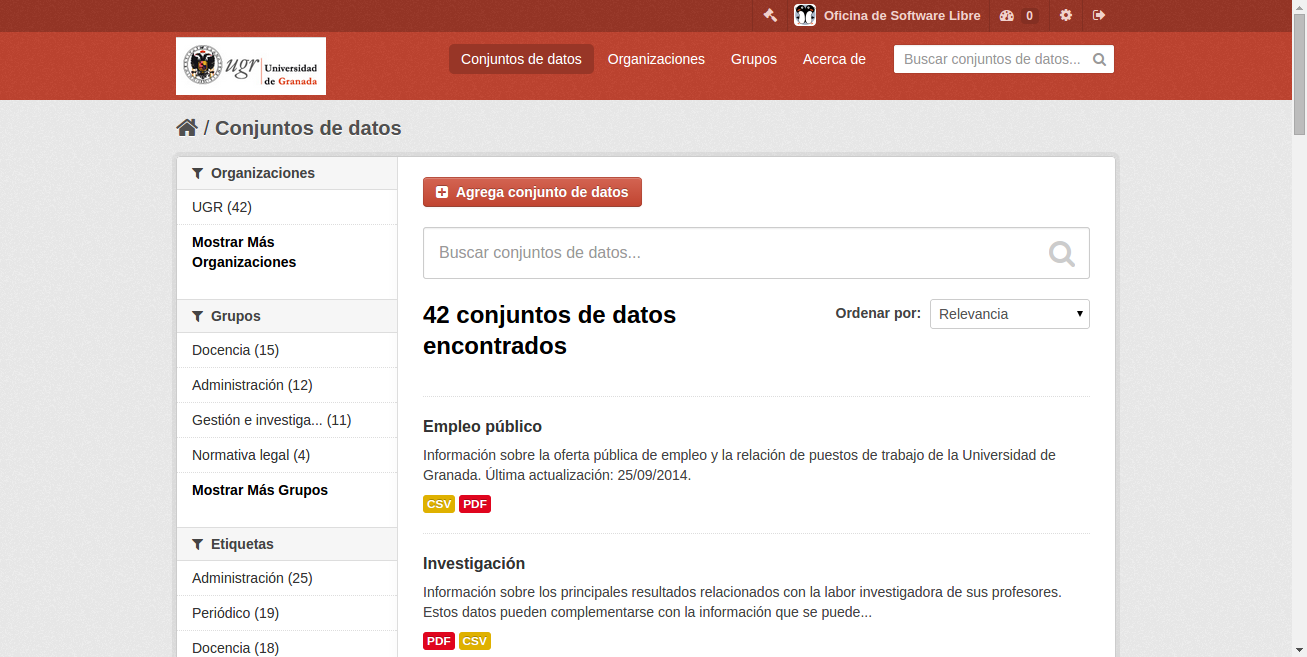 Oficina de Software Libre 0
ugr Universidad
de Granada
Conjuntos de datos Organizaciones Grupos Acerca de Buscar conjuntos de datos...
/ Conjuntos de datos
Organizaciones
UGR (42)
Mostrar Más
Organizaciones
Grupos
Docencia (15)
Administración (12)
Gestión e investiga... (11)
Normativa legal (4)
Mostrar Más Grupos
Etiquetas
Administración (25)
Periódico (19)
Docencia (18)
Agrega conjunto de datos
Buscar conjuntos de datos...
42 conjuntos de datos
encontrados
Ordenar por: Relevancia
Empleo público
Información sobre la oferta pública de empleo y la relación de puestos de trabajo de la Universidad de
Granada. Última actualización: 25/09/2014.
CSV PDF
Investigación
Información sobre los principales resultados relacionados con la labor investigadora de sus profesores.
Estos datos pueden complementarse con la información que se puede...
PDF CSV